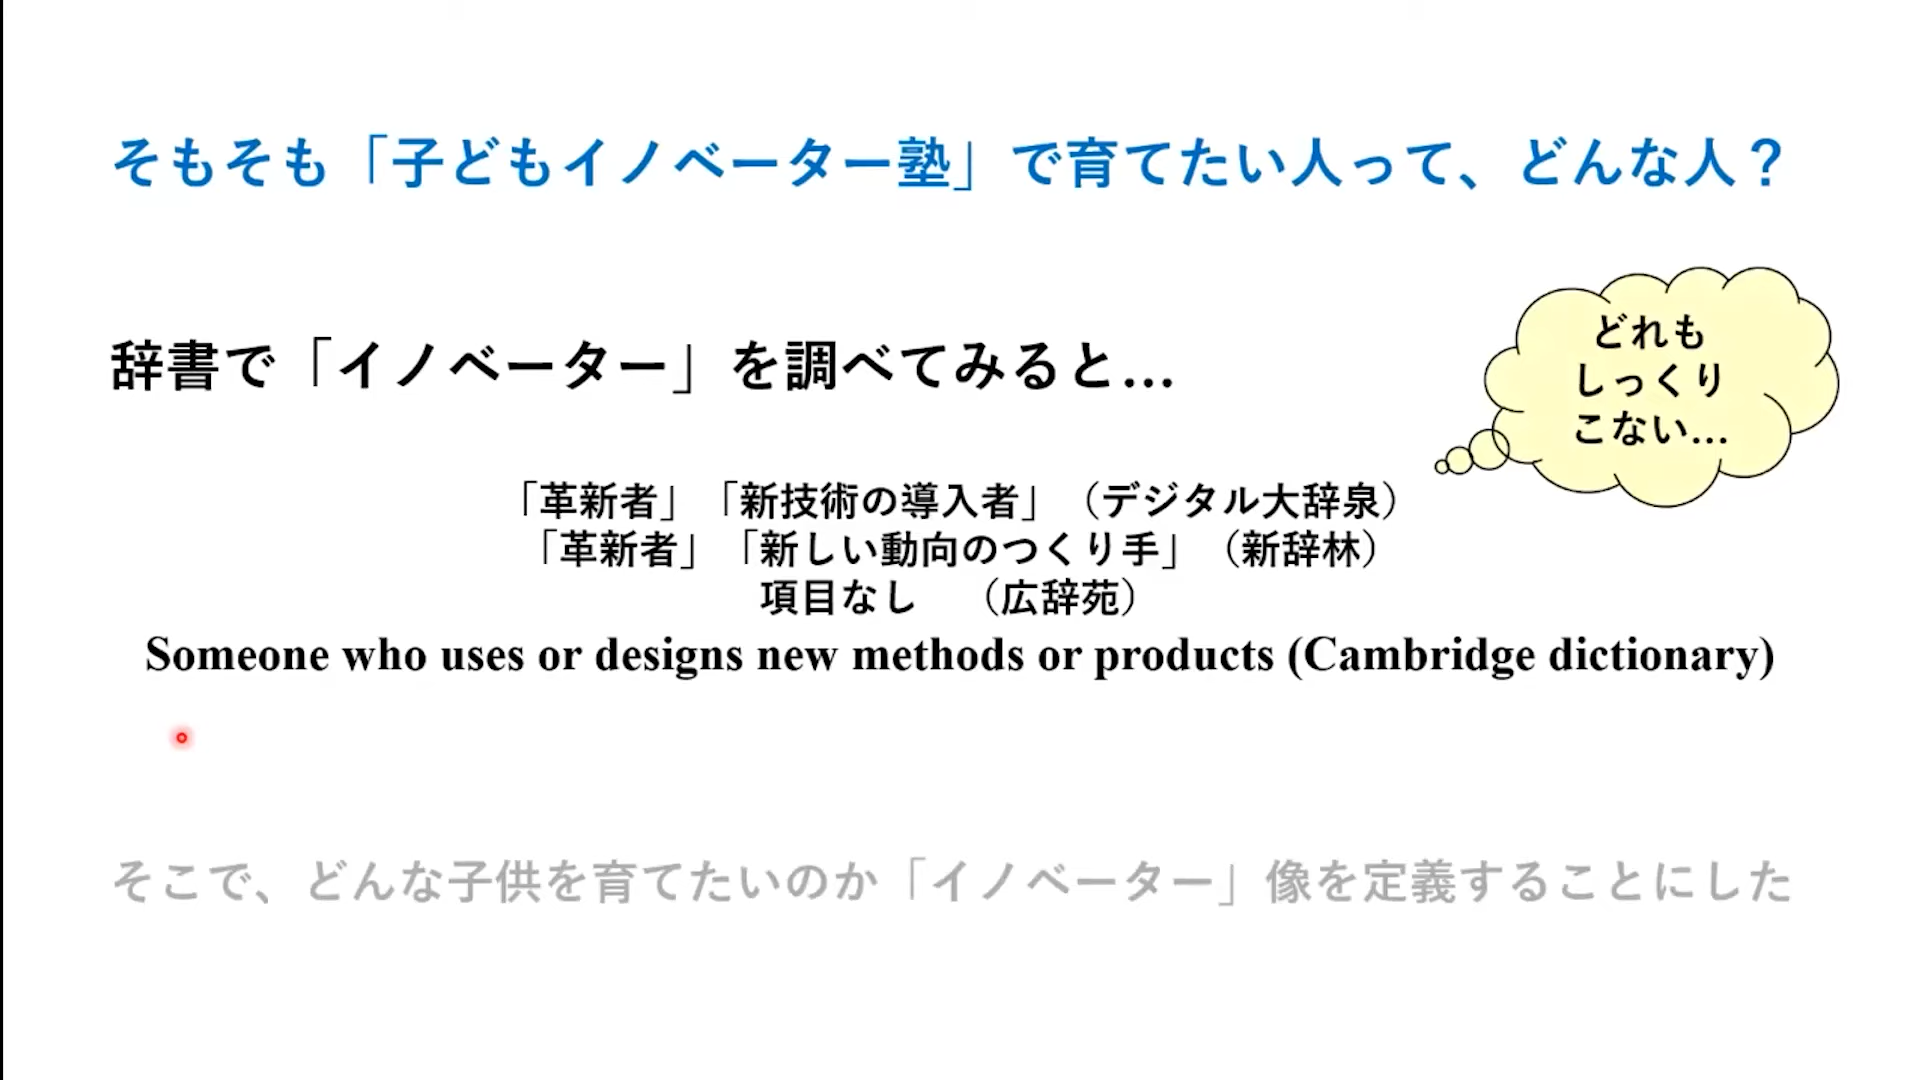 そもそも「子どもイノベーター塾」で育てたい人って、どんな人？
辞書で「イノベーター」を調べてみると…
どれも
しっくり
こない…
「革新者」「新技術の導入者」（デジタル大辞泉）
「革新者」「新しい動向のつくり手」（新辞林）
項目なし　（広辞苑）
Someone who uses or designs new methods or products (Cambridge dictionary)
そこで、どんな子供を育てたいのか「イノベーター」像を定義することにした